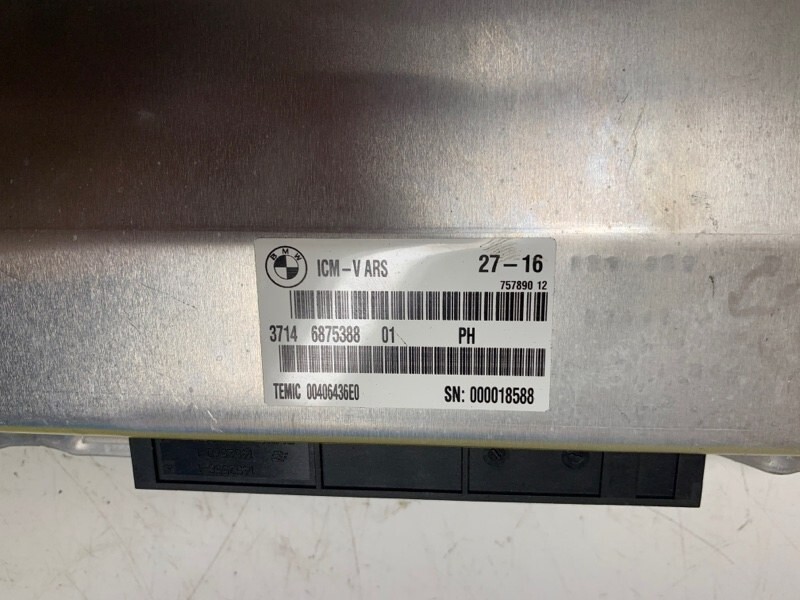 BMW
ICM-V ARS 27-16
757890 12
3714 6875388 01 PH
TEMIC 00406436E0 SN: 000018588